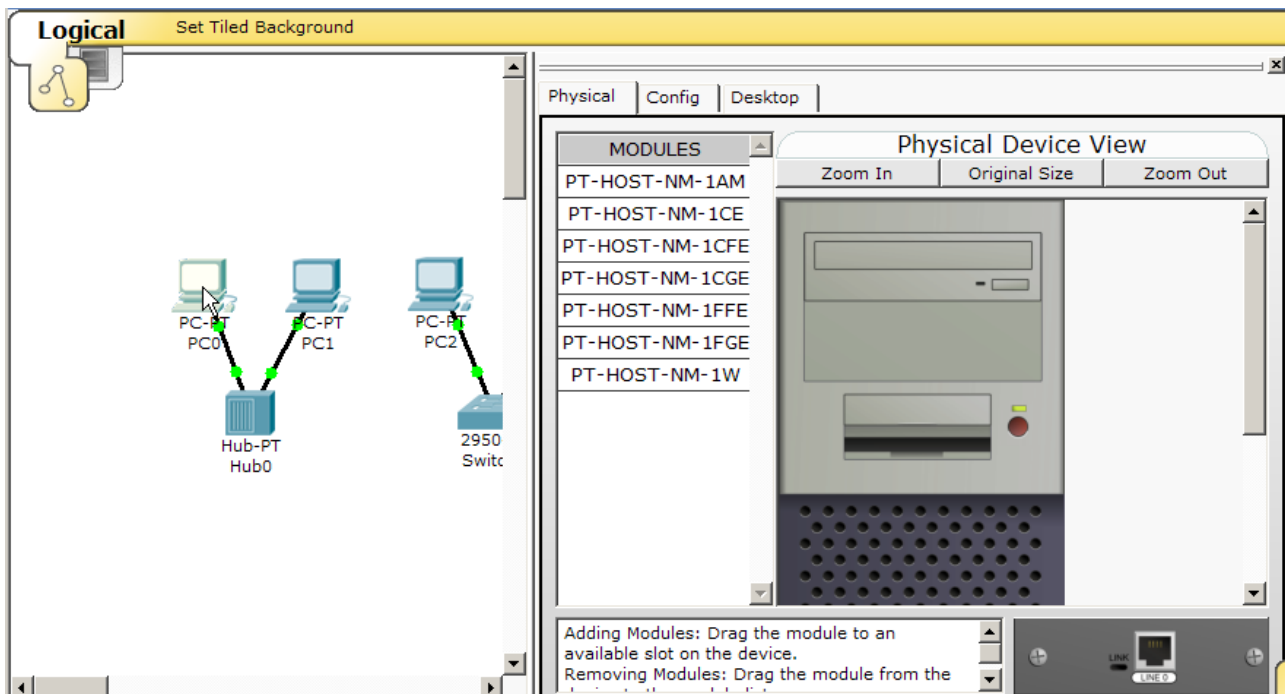 Logical Set Tiled Background
Physical Config Desktop
MODULES
PT-HOST-NM-1AM
PT-HOST-NM-1CE
PT-HOST-NM-1CFE
PT-HOST-NM-1CGE
PT-HOST-NM-1FFE
PT-HOST-NM-1FGE
PT-HOST-NM-1W
Physical Device View
Zoom In Original Size Zoom Out
PC-PT
PC0
PC-PT
PC1
PC-PT
PC2
Hub-PT
Hub0
2950
Switc
Adding Modules: Drag the module to an
available slot on the device.
Removing Modules: Drag the module from the
LINK
LINE 0